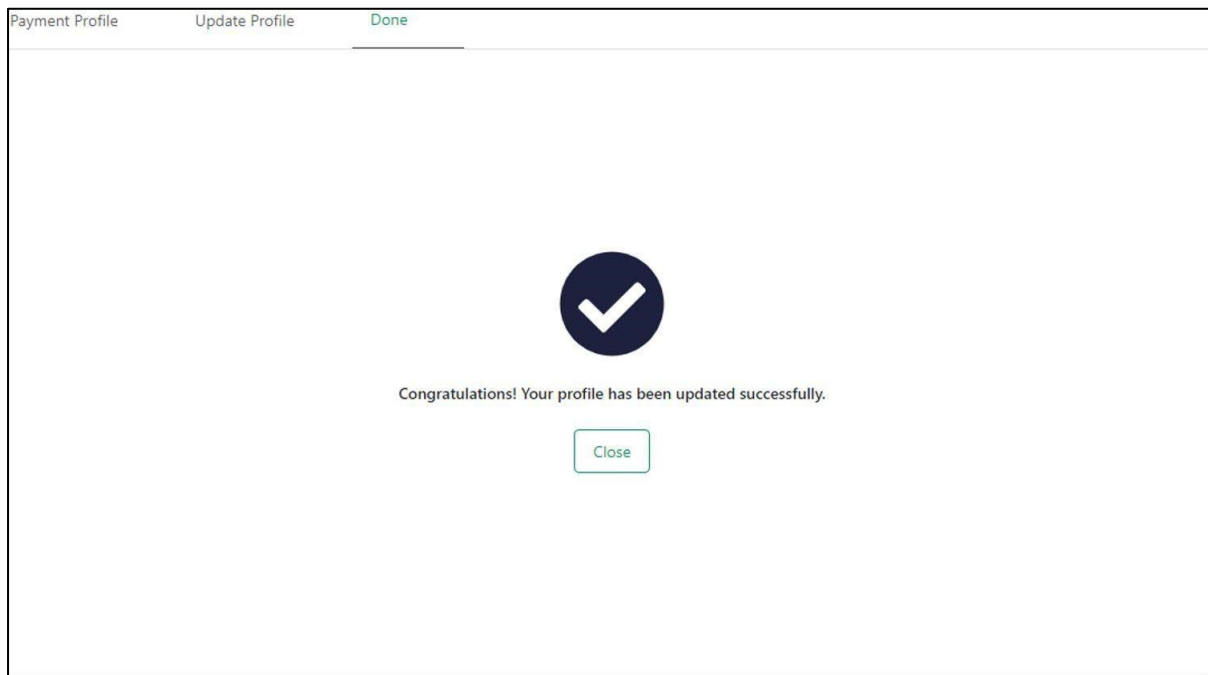 Payment Profile Update Profile Done
Congratulations! Your profile has been updated successfully.
Close